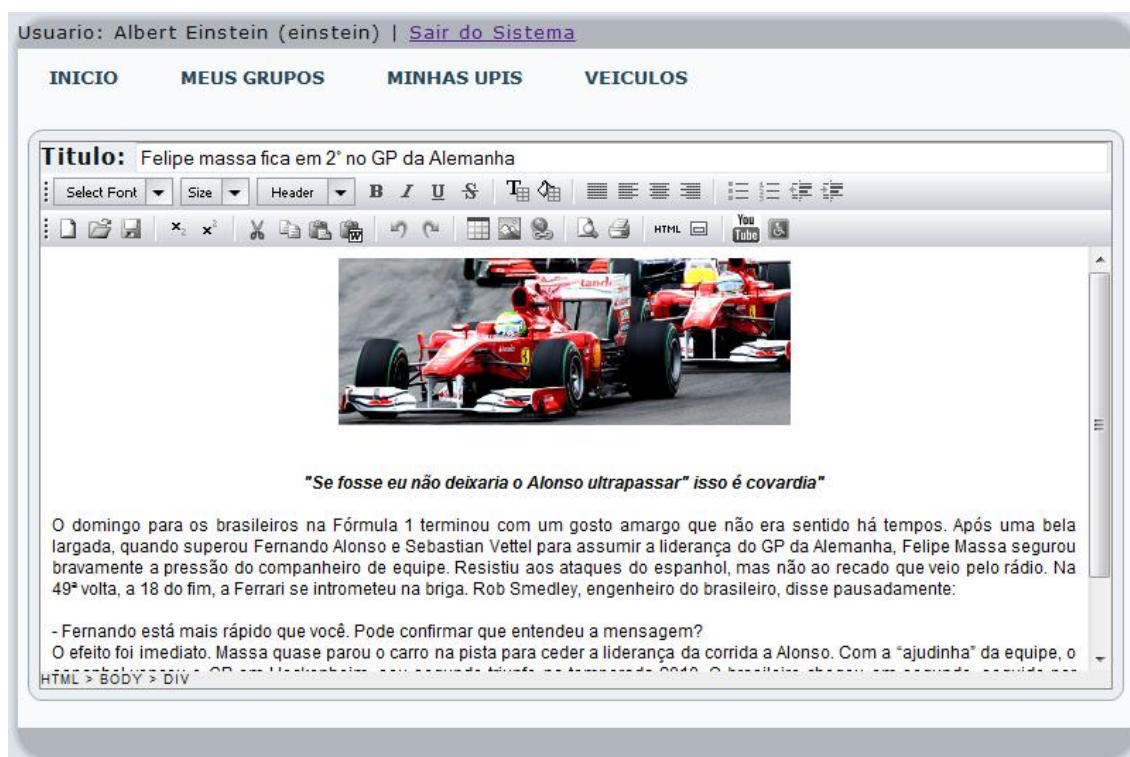 Usuario: Albert Einstein (einstein) | Sair do Sistema
INICIO MEUS GRUPOS MINHAS UPIS VEICULOS
Titulo: Felipe massa fica em 2° no GP da Alemanha
Select Font Size Header B I U S T
x₂ x² W HTML You Tube
"Se fosse eu não deixaria o Alonso ultrapassar" isso é covardia"
O domingo para os brasileiros na Fórmula 1 terminou com um gosto amargo que não era sentido há tempos. Após uma bela
largada, quando superou Fernando Alonso e Sebastian Vettel para assumir a liderança do GP da Alemanha, Felipe Massa segurou
bravamente a pressão do companheiro de equipe. Resistiu aos ataques do espanhol, mas não ao recado que veio pelo rádio. Na
49ª volta, a 18 do fim, a Ferrari se intrometeu na briga. Rob Smedley, engenheiro do brasileiro, disse pausadamente:
- Fernando está mais rápido que você. Pode confirmar que entendeu a mensagem?
O efeito foi imediato. Massa quase parou o carro na pista para ceder a liderança da corrida a Alonso. Com a “ajudinha” da equipe, o
HTML > BODY > DIV